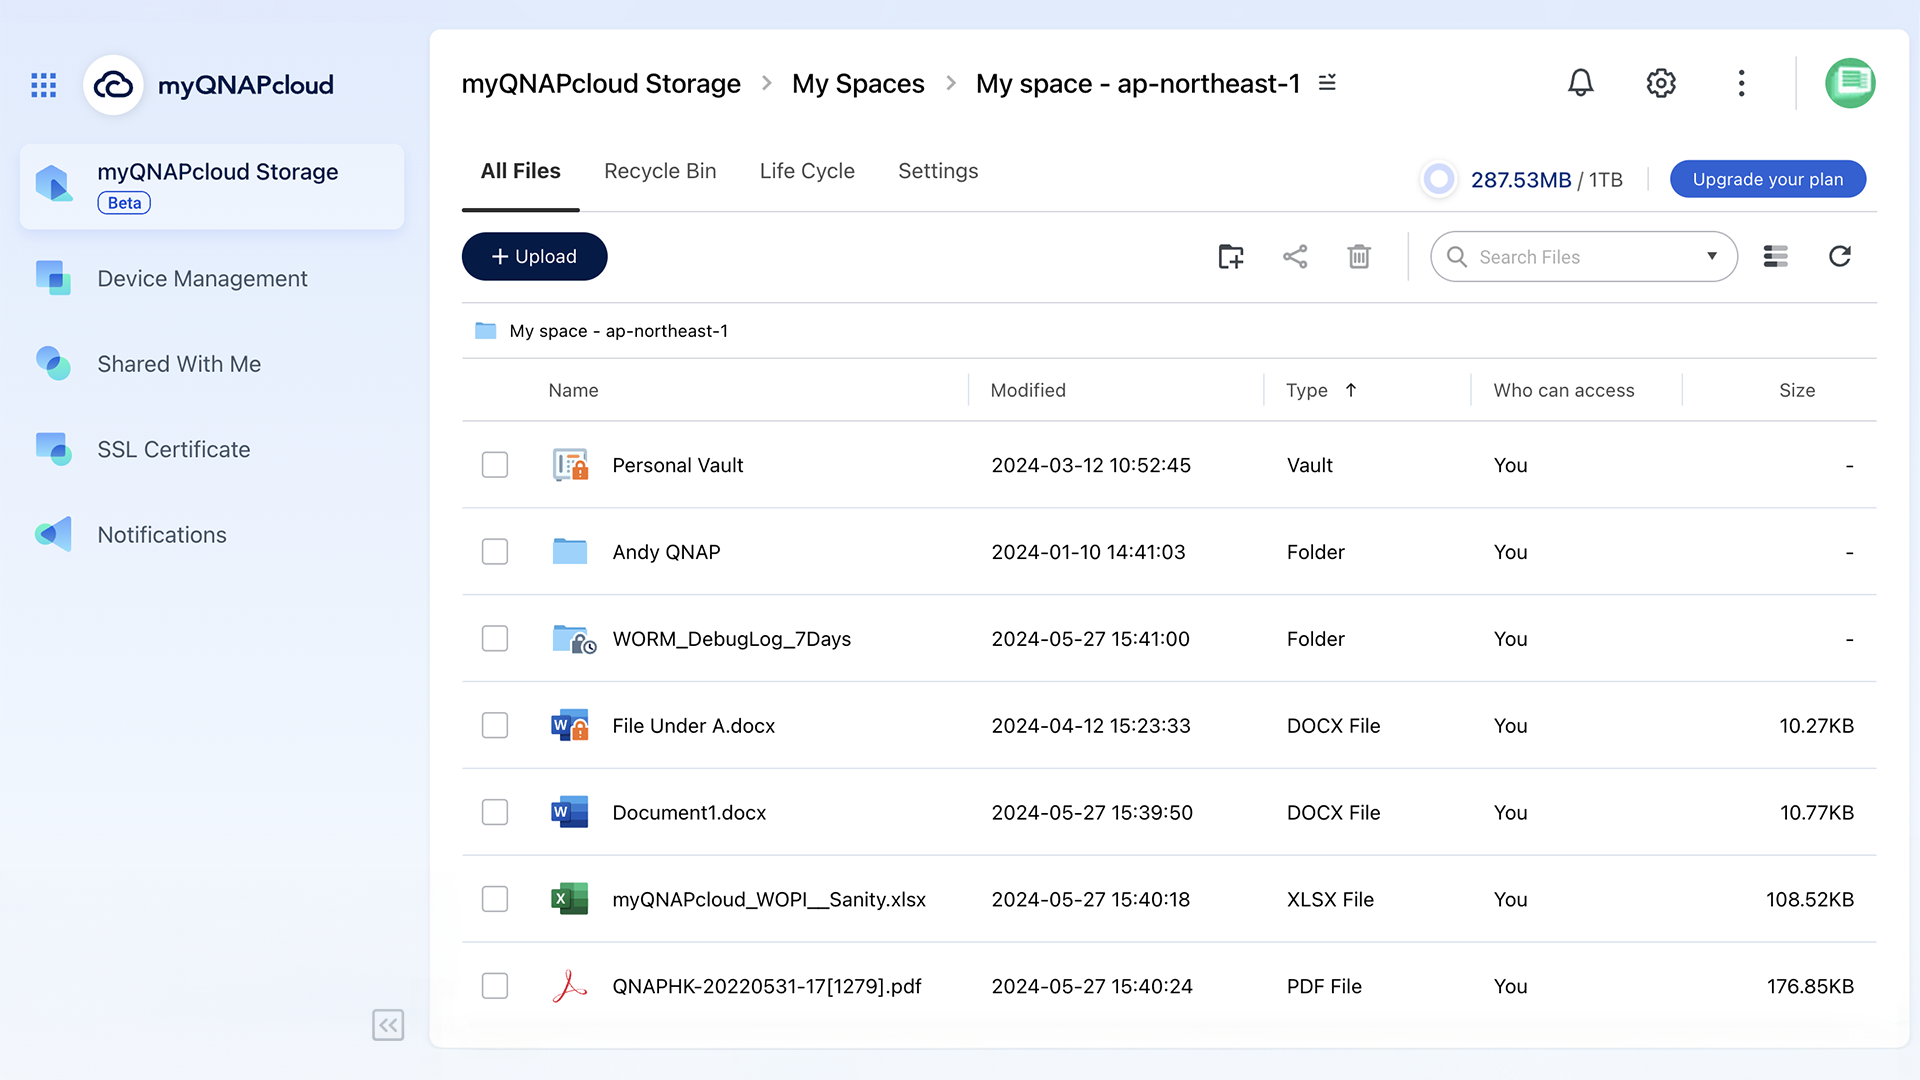 myQNAPcloud
myQNAPcloud Storage
Beta
Device Management
Shared With Me
SSL Certificate
Notifications
myQNAPcloud Storage > My Spaces > My space - ap-northeast-1
All Files Recycle Bin Life Cycle Settings
287.53MB / 1TB
Upgrade your plan
+ Upload
Search Files
My space - ap-northeast-1
Name Modified Type ↑ Who can access Size
Personal Vault 2024-03-12 10:52:45 Vault You -
Andy QNAP 2024-01-10 14:41:03 Folder You -
WORM_DebugLog_7Days 2024-05-27 15:41:00 Folder You -
W File Under A.docx 2024-04-12 15:23:33 DOCX File You 10.27KB
W Document1.docx 2024-05-27 15:39:50 DOCX File You 10.77KB
X myQNAPcloud_WOPI__Sanity.xlsx 2024-05-27 15:40:18 XLSX File You 108.52KB
QNAPHK-20220531-17[1279].pdf 2024-05-27 15:40:24 PDF File You 176.85KB